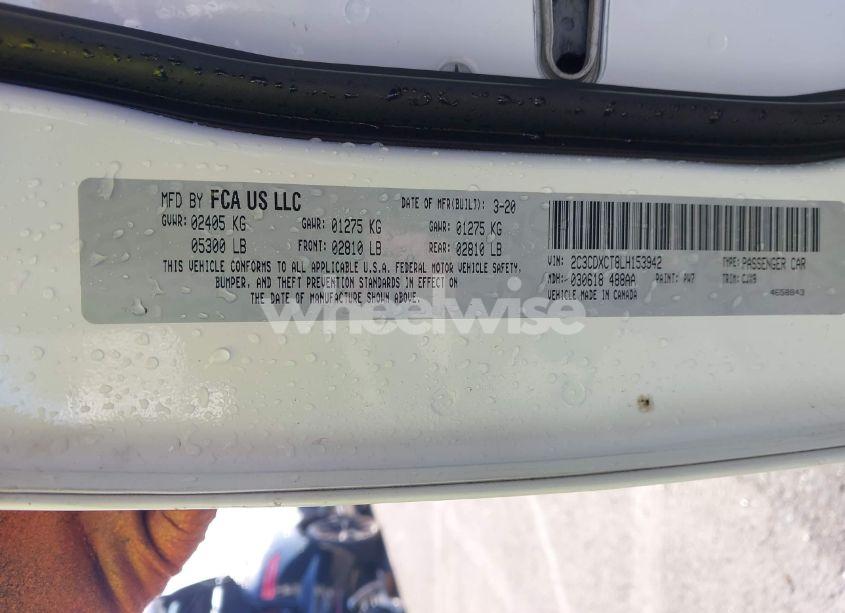 MFD BY FCA US LLC
DATE OF MFR(BUILT): 3-20
GVWR: 02405 KG
GAWR: 01275 KG
GAWR: 01275 KG
05300 LB
FRONT: 02810 LB
REAR: 02810 LB
THIS VEHICLE CONFORMS TO ALL APPLICABLE U.S.A. FEDERAL MOTOR VEHICLE SAFETY,
BUMPER, AND THEFT PREVENTION STANDARDS IN EFFECT ON
THE DATE OF MANUFACTURE SHOWN ABOVE.
VIN: 2C3CDXCT8LH153942
TYPE: PASSENGER CAR
MDH: 030618 488AA
PAINT: PW7
TRIM: CJX9
VEHICLE MADE IN CANADA
4658843
wheelwise